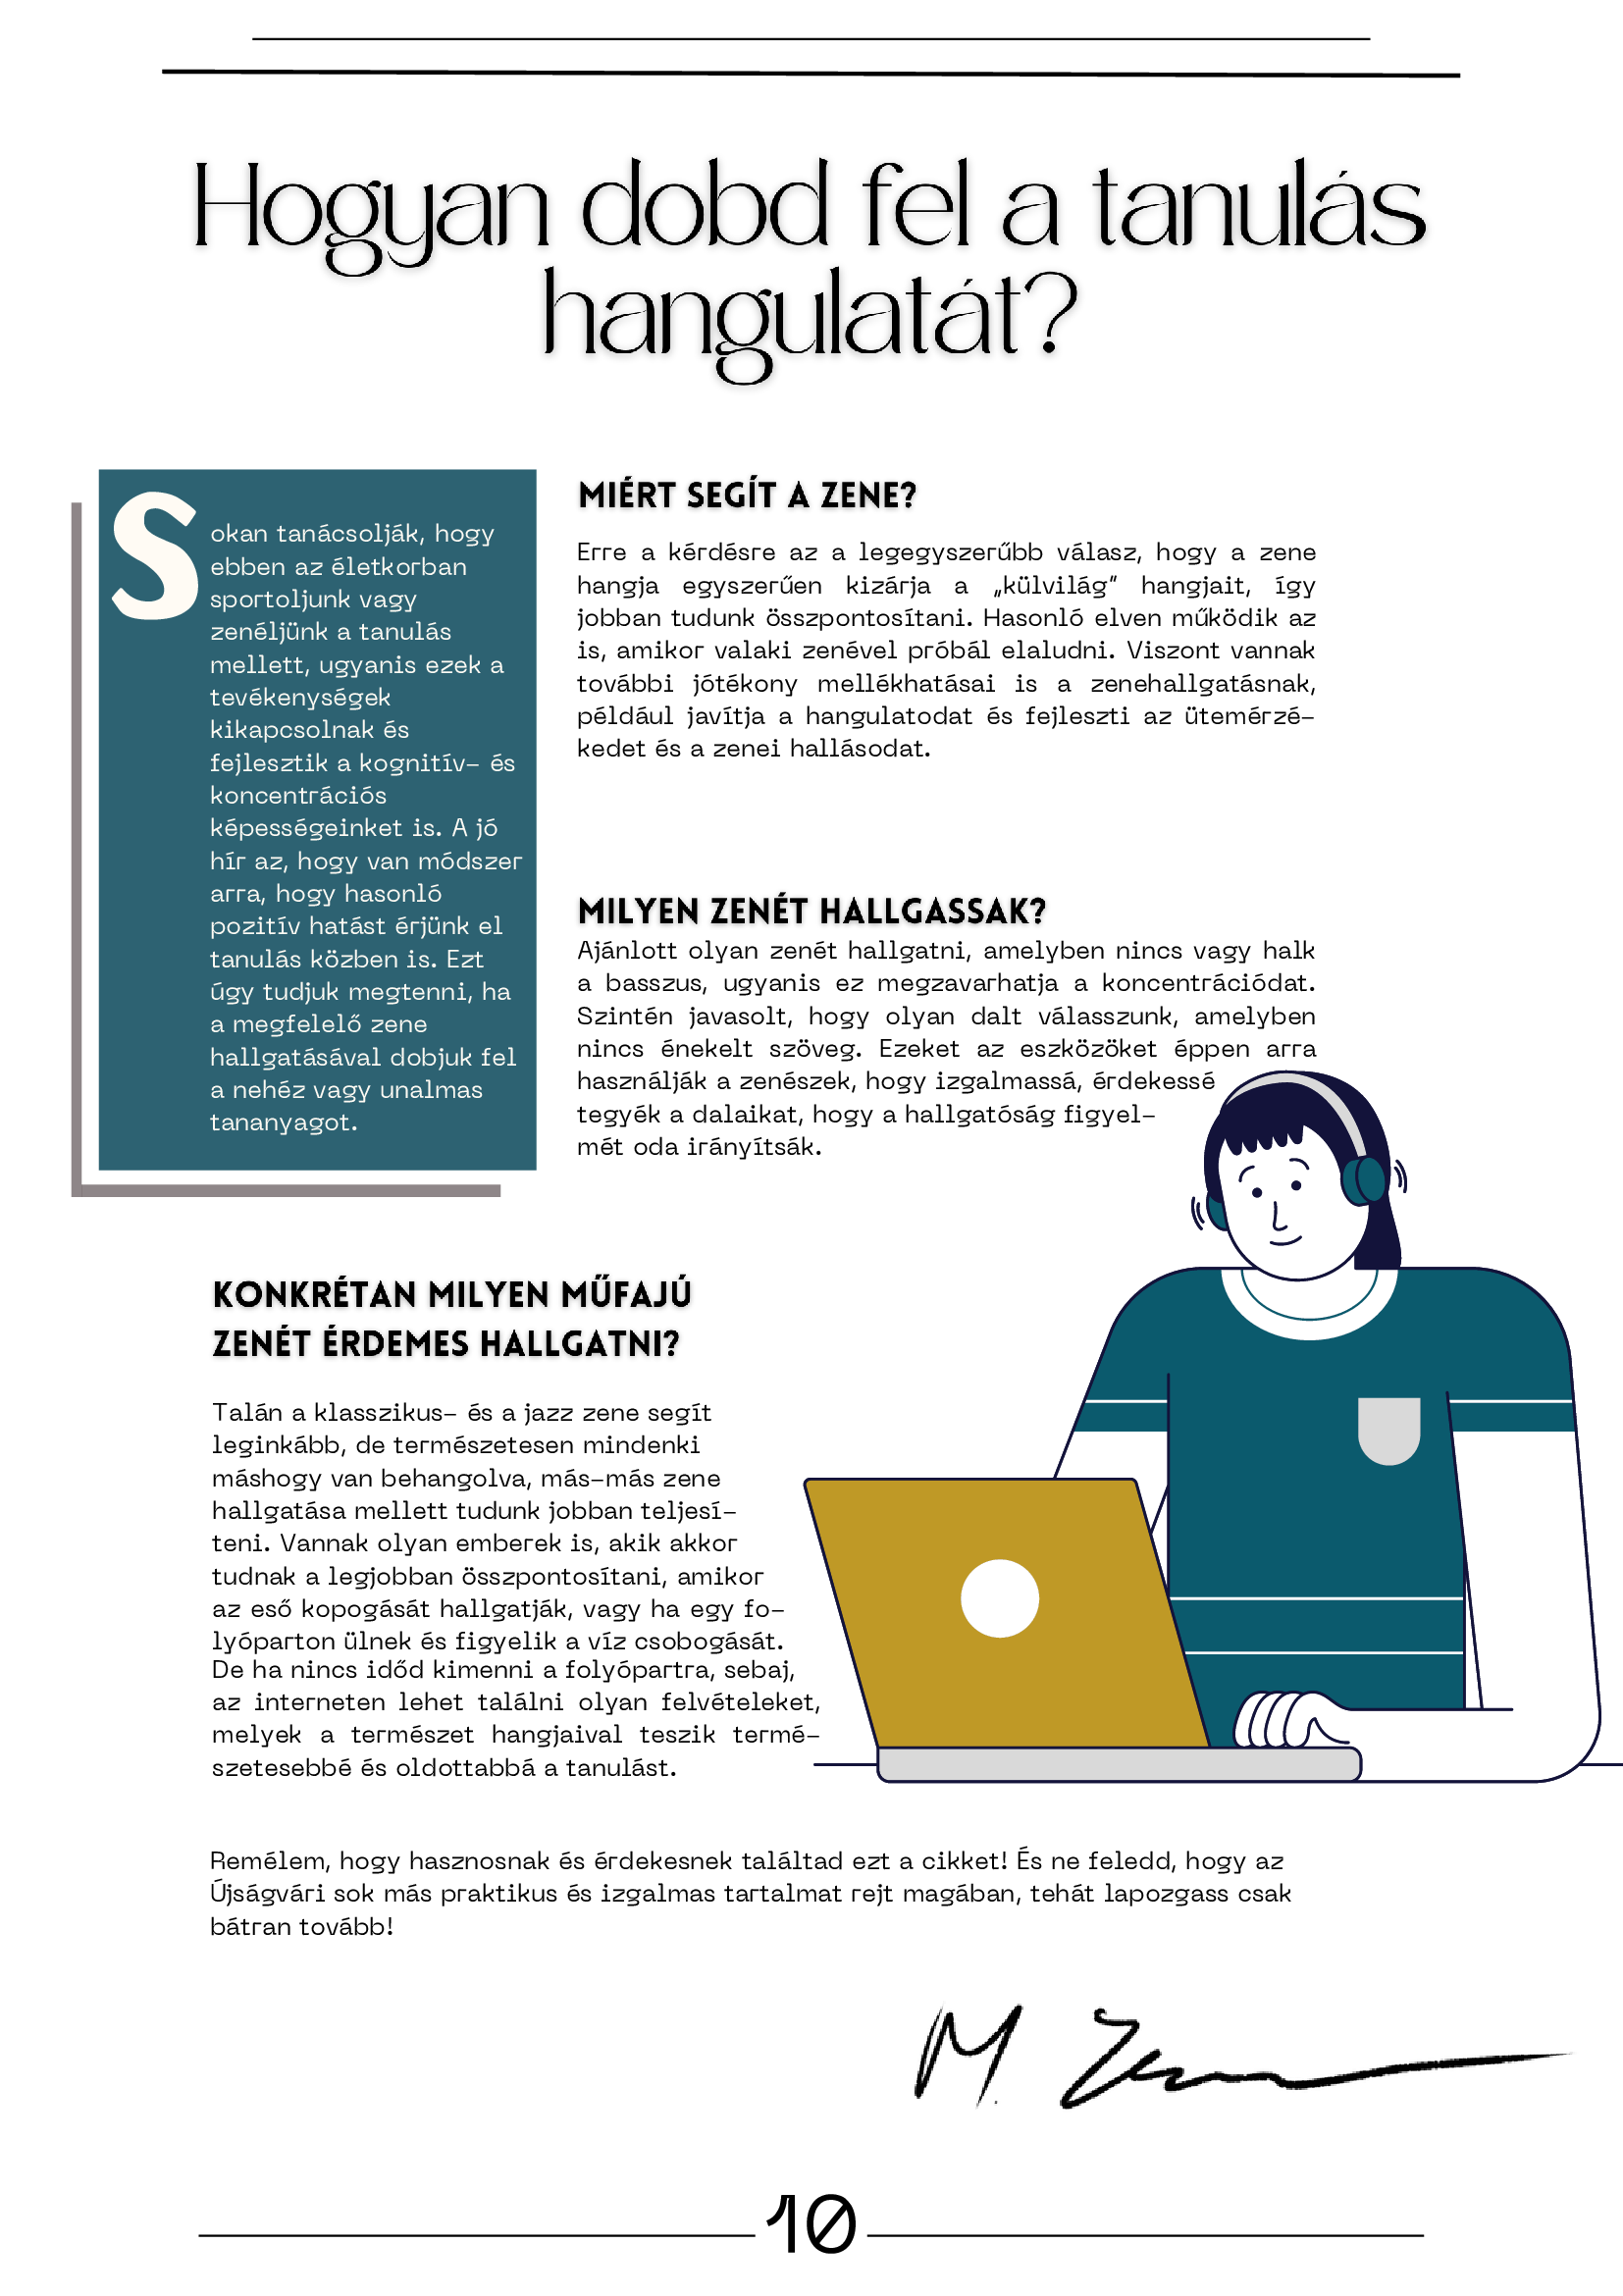 Hogyan dobd fel a tanulás
hangulatát?
Sokan tanácsolják, hogy
ebben az életkorban
sportoljunk vagy
zenéljünk a tanulás
mellett, ugyanis ezek a
tevékenységek
kikapcsolnak és
fejlesztik a kognitív- és
koncentrációs
képességeinket is. A jó
hír az, hogy van módszer
arra, hogy hasonló
pozitív hatást érjünk el
tanulás közben is. Ezt
úgy tudjuk megtenni, ha
a megfelelő zene
hallgatásával dobjuk fel
a nehéz vagy unalmas
tananyagot.
MIÉRT SEGÍT A ZENE?
Erre a kérdésre az a legegyszerűbb válasz, hogy a zene
hangja egyszerűen kizárja a „külvilág” hangjait, így
jobban tudunk összpontosítani. Hasonló elven működik az
is, amikor valaki zenével próbál elaludni. Viszont vannak
további jótékony mellékhatásai is a zenehallgatásnak,
például javítja a hangulatodat és fejleszti az ütemérzé-
kedet és a zenei hallásodat.
MILYEN ZENÉT HALLGASSAK?
Ajánlott olyan zenét hallgatni, amelyben nincs vagy halk
a basszus, ugyanis ez megzavarhatja a koncentrációdat.
Szintén javasolt, hogy olyan dalt válasszunk, amelyben
nincs énekelt szöveg. Ezeket az eszközöket éppen arra
használják a zenészek, hogy izgalmassá, érdekessé
tegyék a dalaikat, hogy a hallgatóság figyel-
mét oda irányítsák.
KONKRÉTAN MILYEN MŰFAJÚ
ZENÉT ÉRDEMES HALLGATNI?
Talán a klasszikus- és a jazz zene segít
leginkább, de természetesen mindenki
máshogy van behangolva, más-más zene
hallgatása mellett tudunk jobban teljesí-
teni. Vannak olyan emberek is, akik akkor
tudnak a legjobban összpontosítani, amikor
az eső kopogását hallgatják, vagy ha egy fo-
lyóparton ülnek és figyelik a víz csobogását.
De ha nincs időd kimenni a folyópartra, sebaj,
az interneten lehet találni olyan felvételeket,
melyek a természet hangjaival teszik termé-
szetesebbé és oldottabbá a tanulást.
Remélem, hogy hasznosnak és érdekesnek találtad ezt a cikket! És ne feledd, hogy az
Újságvári sok más praktikus és izgalmas tartalmat rejt magában, tehát lapozgass csak
bátran tovább!
M.
10